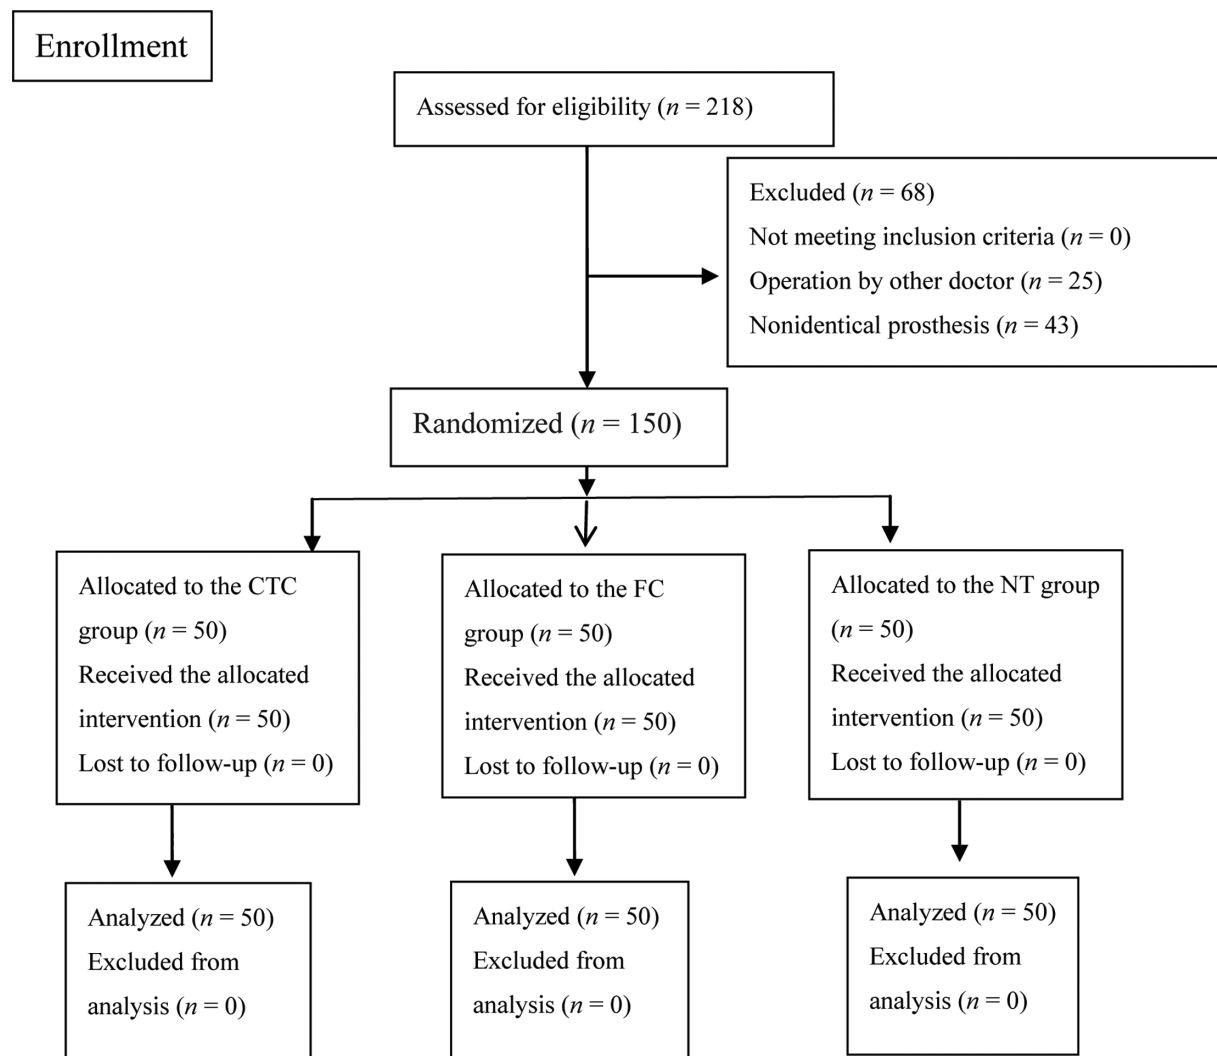 Enrollment
Assessed for eligibility (n = 218)
Excluded (n = 68)
Not meeting inclusion criteria (n = 0)
Operation by other doctor (n = 25)
Nonidentical prosthesis (n = 43)
Randomized (n = 150)
Allocated to the CTC
group (n = 50)
Received the allocated
intervention (n = 50)
Lost to follow-up (n = 0)
Allocated to the FC
group (n = 50)
Received the allocated
intervention (n = 50)
Lost to follow-up (n = 0)
Allocated to the NT group
(n = 50)
Received the allocated
intervention (n = 50)
Lost to follow-up (n = 0)
Analyzed (n = 50)
Excluded from
analysis (n = 0)
Analyzed (n = 50)
Excluded from
analysis (n = 0)
Analyzed (n = 50)
Excluded from
analysis (n = 0)